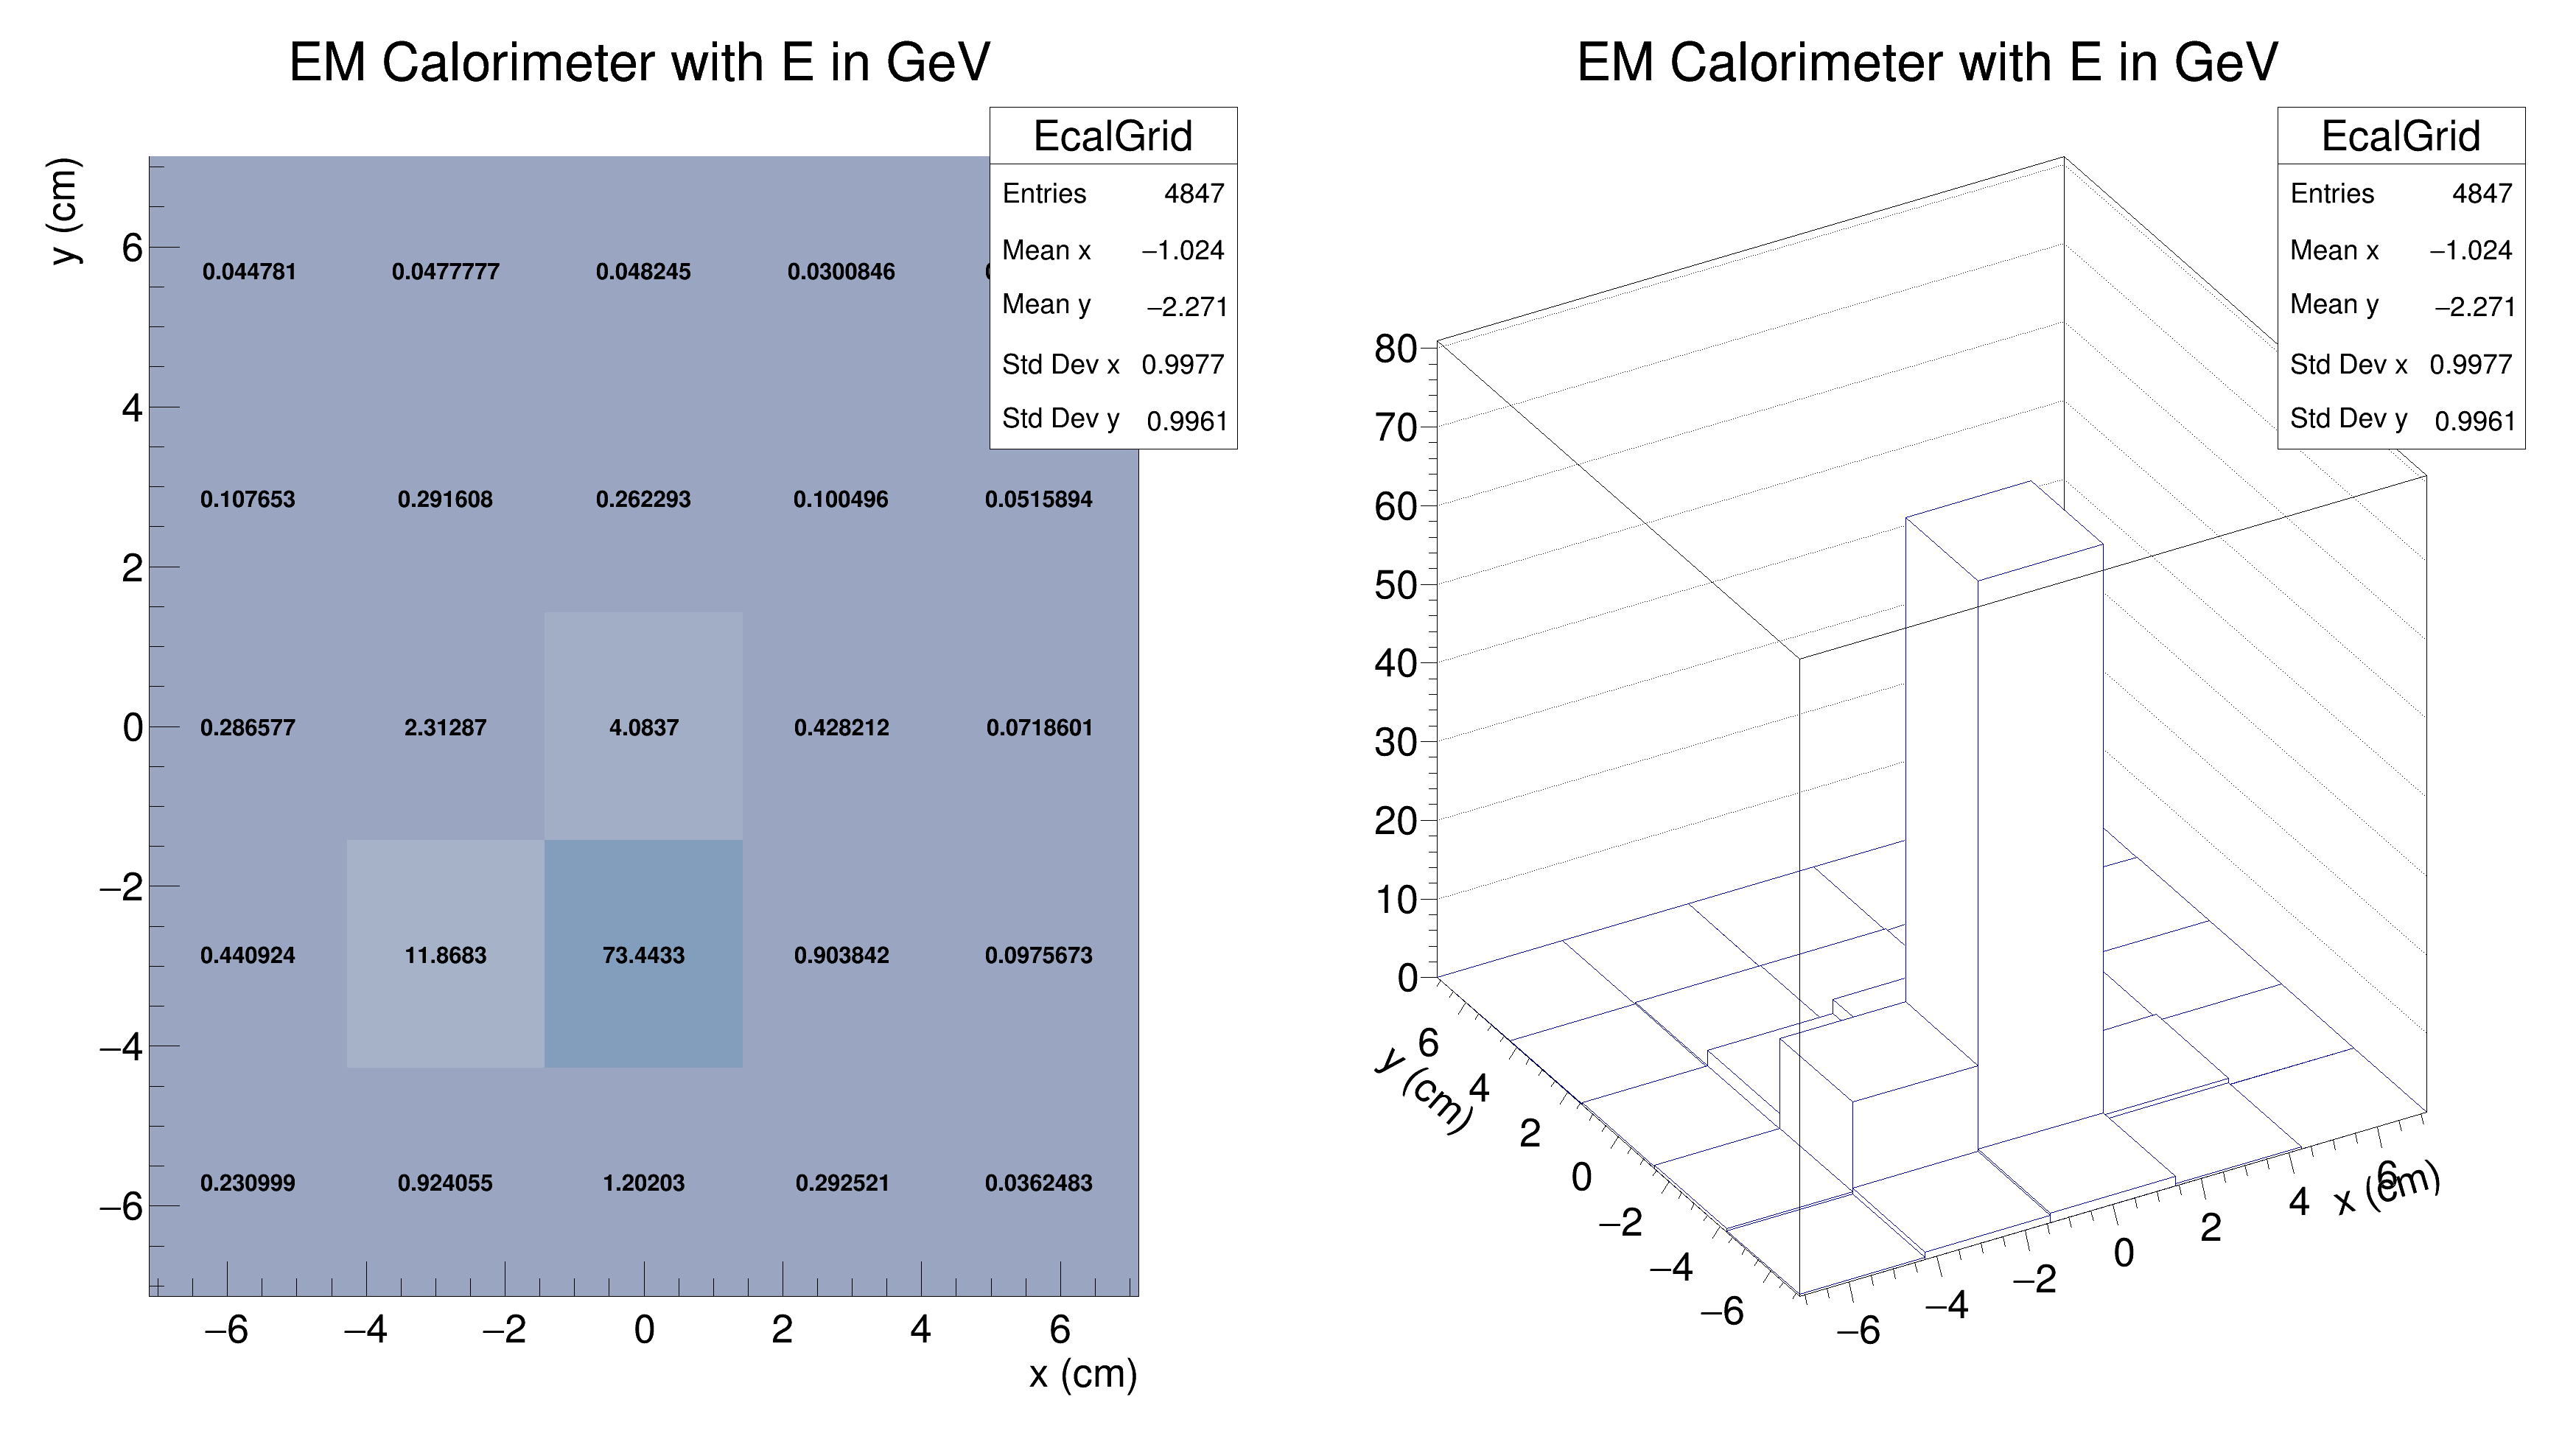 EM Calorimeter with E in GeV
EcalGrid
Entries 4847
Mean x −1.024
Mean y −2.271
Std Dev x 0.9977
Std Dev y 0.9961
y (cm)
6
4
2
0
−2
−4
−6
0.044781 0.0477777 0.048245 0.0300846
0.107653 0.291608 0.262293 0.100496 0.0515894
0.286577 2.31287 4.0837 0.428212 0.0718601
0.440924 11.8683 73.4433 0.903842 0.0975673
0.230999 0.924055 1.20203 0.292521 0.0362483
−6 −4 −2 0 2 4 6
x (cm)
EM Calorimeter with E in GeV
EcalGrid
Entries 4847
Mean x −1.024
Mean y −2.271
Std Dev x 0.9977
Std Dev y 0.9961
80
70
60
50
40
30
20
10
0
6
4
2
0
−2
−4
−6
y (cm)
−6
−4
−2
0
2
4
6
x (cm)